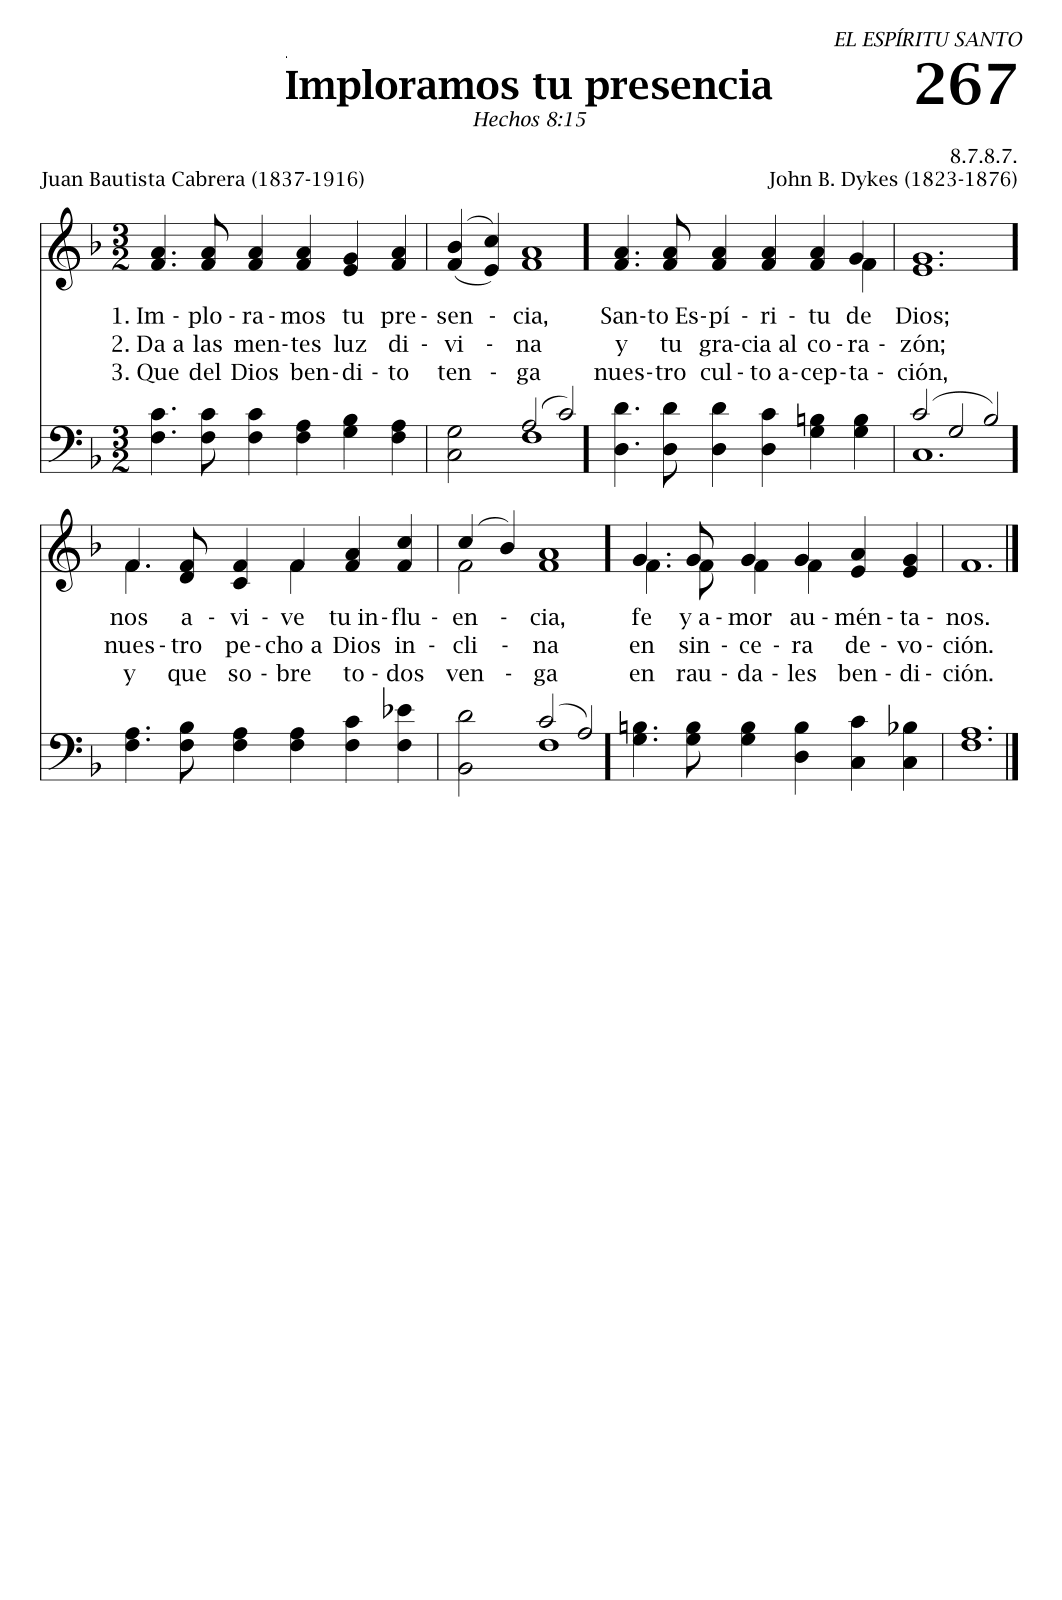 EL ESPÍRITU SANTO
Imploramos tu presencia
267
Hechos 8:15
8.7.8.7.
Juan Bautista Cabrera (1837-1916)
John B. Dykes (1823-1876)
1. Im - plo - ra - mos tu pre - sen - cia, San - to Es - pí - ri - tu de Dios;
2. Da a las men - tes luz di - vi - na y tu gra - cia al co - ra - zón;
3. Que del Dios ben - di - to ten - ga nues - tro cul - to a - cep - ta - ción,
nos a - vi - ve tu in - flu - en - cia, fe y a - mor au - mén - ta - nos.
nues - tro pe - cho a Dios in - cli - na en sin - ce - ra de - vo - ción.
y que so - bre to - dos ven - ga en rau - da - les ben - di - ción.